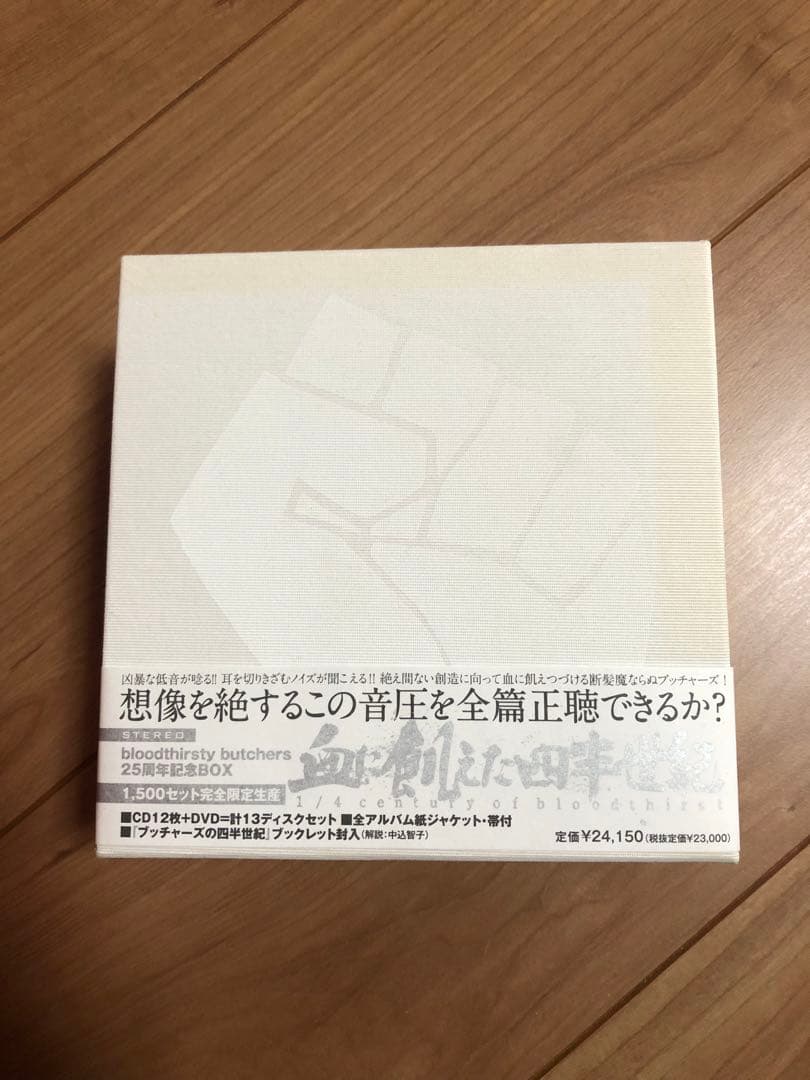 凶暴な低音が唸る!! 耳を切りきざむノイズが聞こえる!! 絶え間ない創造に向って血に飢えつづける断髪魔ならぬブッチャーズ！
想像を絶するこの音圧を全篇正聴できるか?
STEREO
bloodthirsty butchers
25周年記念BOX
血に飢えた四半世紀
1/4 century of bloodthirst
1,500セット完全限定生産
■CD12枚+DVD=計13ディスクセット ■全アルバム紙ジャケット・帯付
■『ブッチャーズの四半世紀』ブックレット封入(解説:中込智子)
定価¥24,150(税抜定価¥23,000)